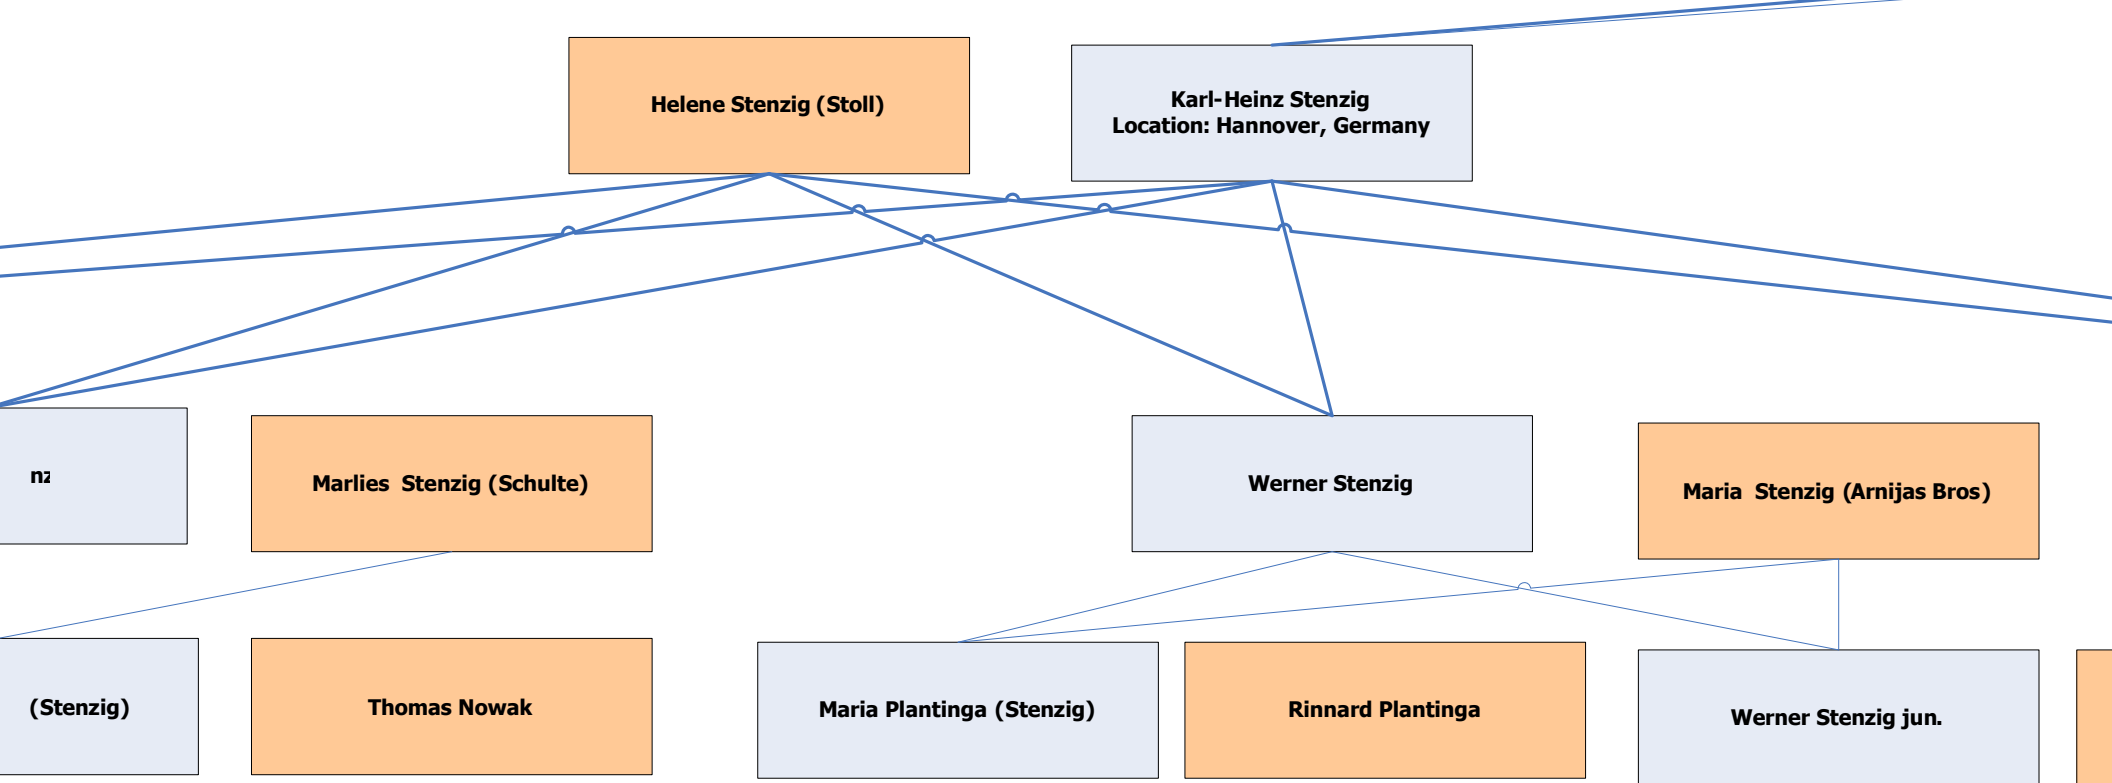 Helene Stenzig (Stoll)
Karl-Heinz Stenzig
Location: Hannover, Germany
Marlies  Stenzig (Schulte)
Werner Stenzig
Maria  Stenzig (Arnijas Bros)
(Stenzig)
Thomas Nowak
Maria Plantinga (Stenzig)
Rinnard Plantinga
Werner Stenzig jun.